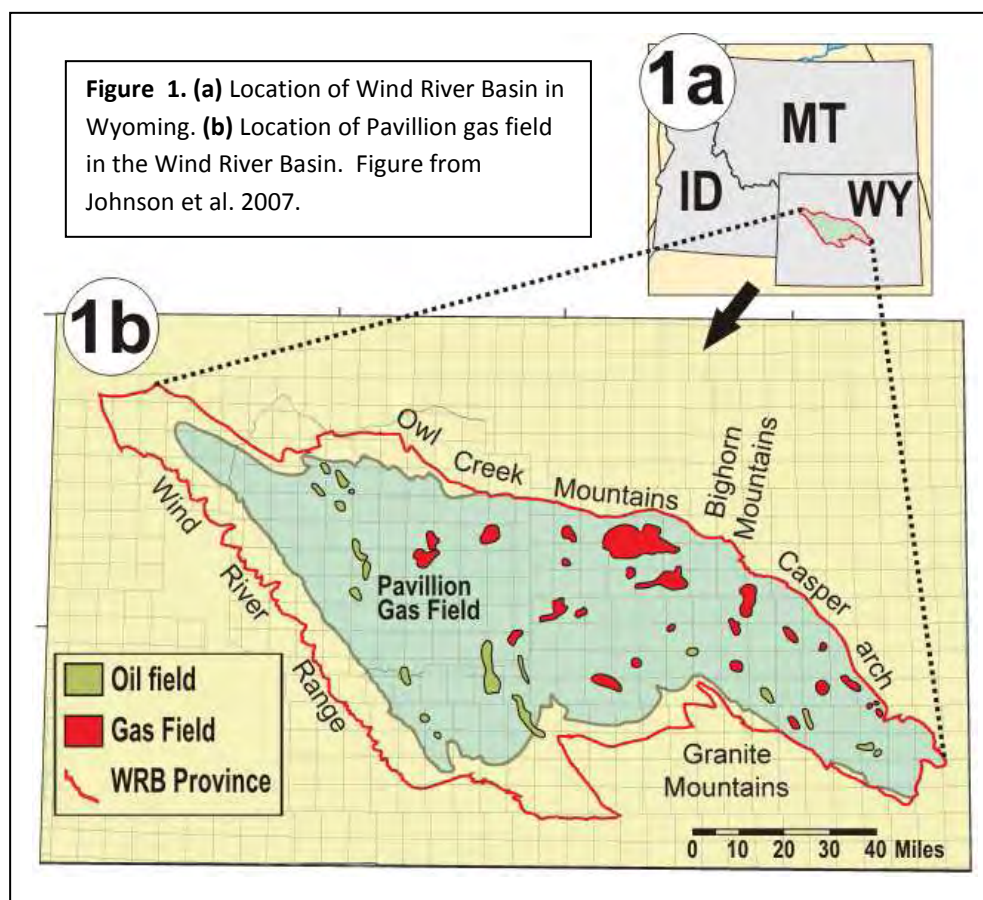 Figure 1. (a) Location of Wind River Basin in
Wyoming. (b) Location of Pavillion gas field
in the Wind River Basin. Figure from
Johnson et al. 2007.
1a
MT
ID
WY
1b
Owl
Creek
Mountains
Bighorn
Mountains
Casper
arch
Wind
River
Range
Pavillion
Gas Field
Granite
Mountains
Oil field
Gas Field
WRB Province
0 5 10 20 30 40 Miles